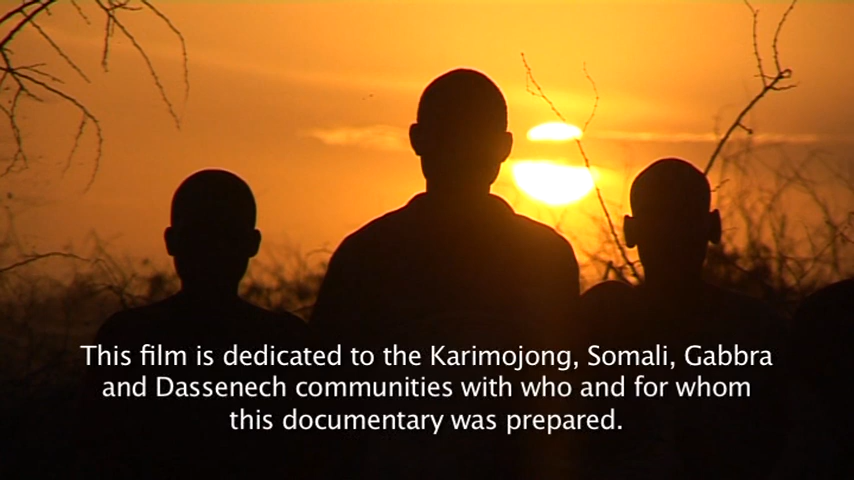 This film is dedicated to the Karimojong, Somali, Gabbra
and Dassenech communities with who and for whom
this documentary was prepared.